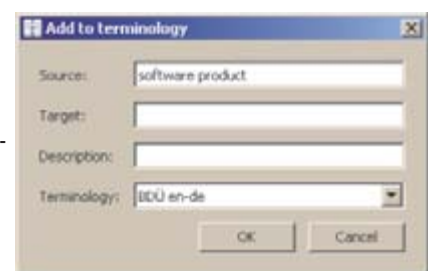 Add to terminology
Source: software product
Target:
-
Description:
Terminology: BDÜ en-de
OK Cancel